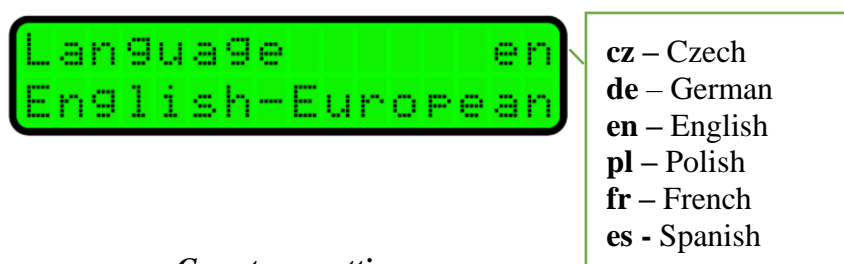 Language en
English-European
cz – Czech
de – German
en – English
pl – Polish
fr – French
es - Spanish